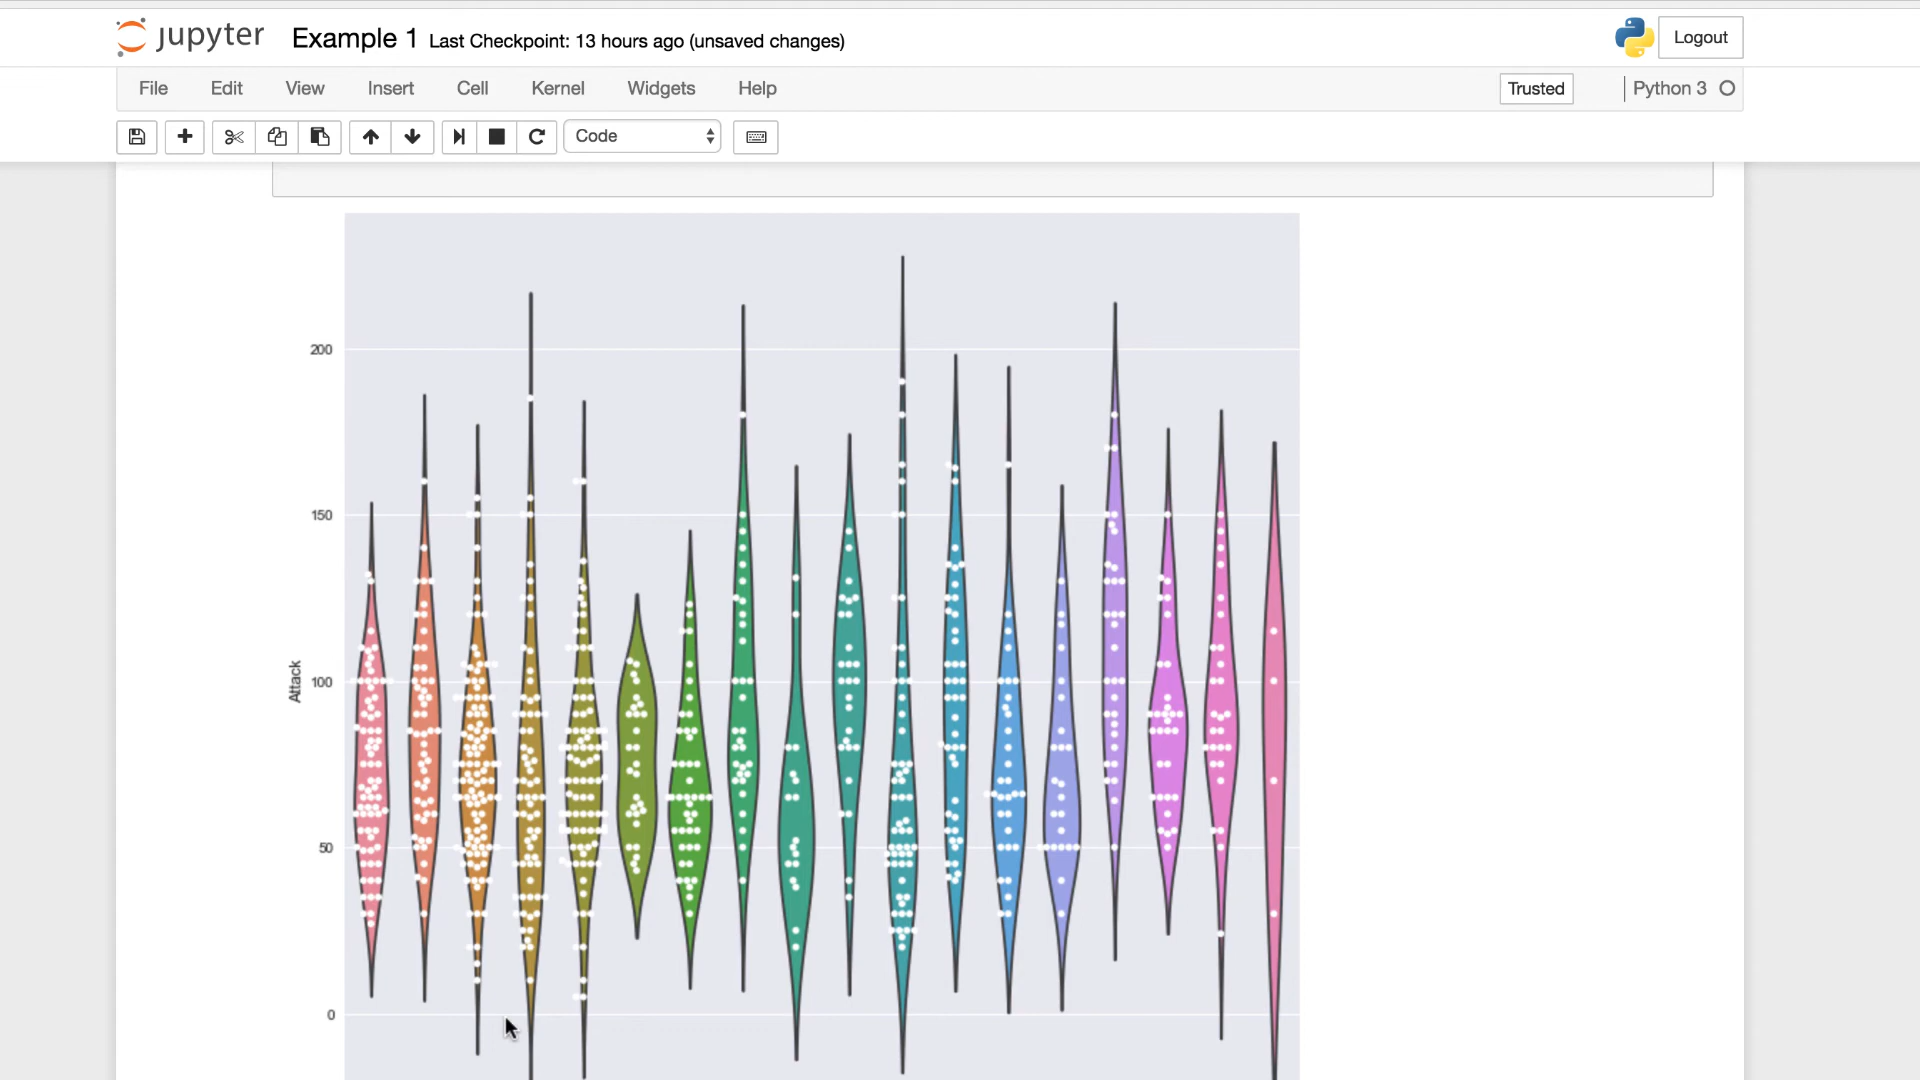 jupyter Example 1 Last Checkpoint: 13 hours ago (unsaved changes) Logout
File Edit View Insert Cell Kernel Widgets Help Trusted Python 3
Code
200
150
100
50
0
Attack